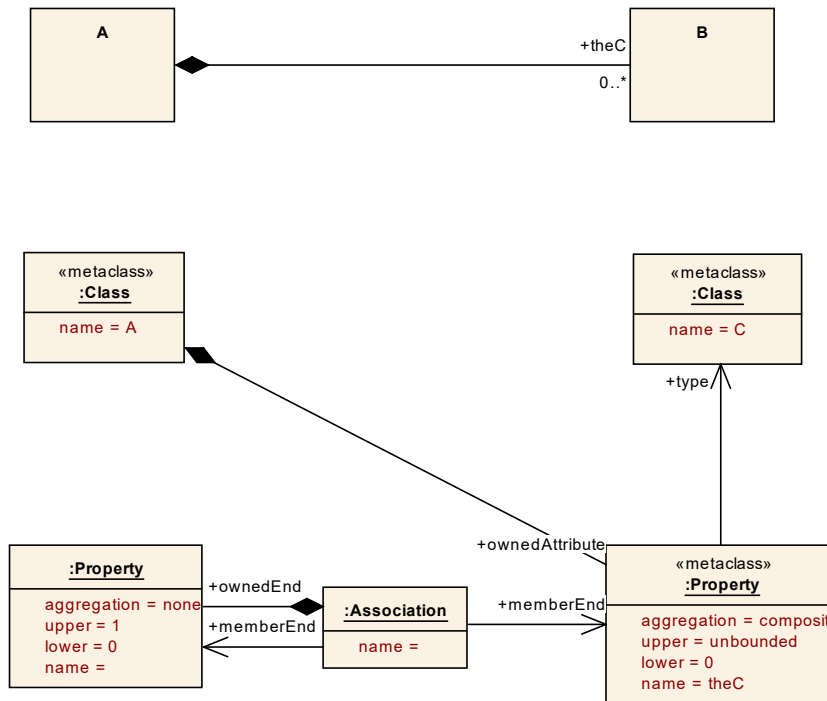 A
B
+theC
0..*
«metaclass»
:Class
name = A
«metaclass»
:Class
name = C
+type
+ownedAttribute
:Property
aggregation = none
upper = 1
lower = 0
name =
+ownedEnd
+memberEnd
:Association
name =
+memberEnd
«metaclass»
:Property
aggregation = composit
upper = unbounded
lower = 0
name = theC